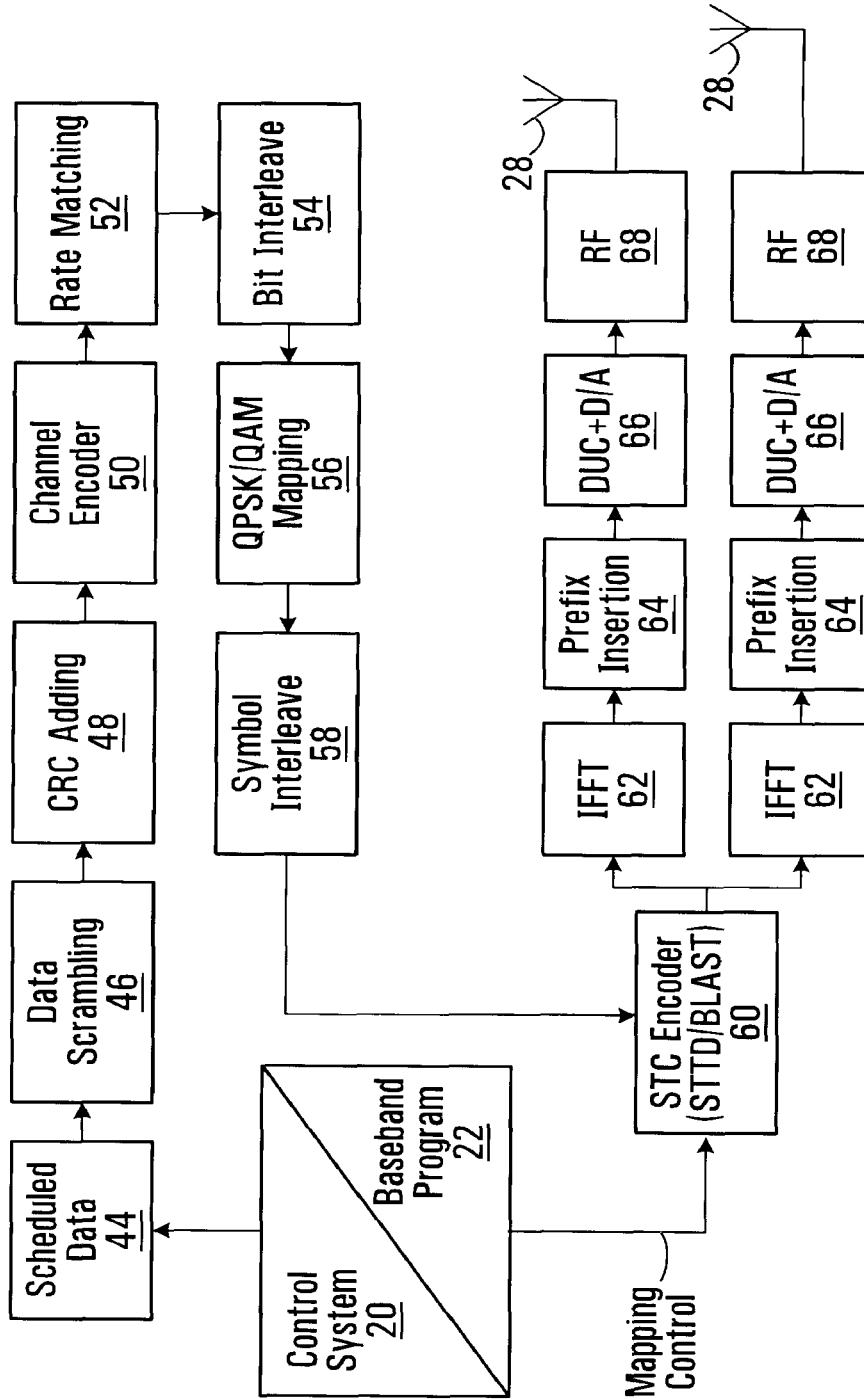 Scheduled
Data
44
Data
Scrambling
46
CRC Adding
48
Channel
Encoder
50
Rate Matching
52
Bit Interleave
54
QPSK/QAM
Mapping
56
Symbol
Interleave
58
Control
System
20
Baseband
Program
22
Mapping
Control
STC Encoder
(STTD/BLAST)
60
IFFT
62
Prefix
Insertion
64
DUC+D/A
66
RF
68
28
IFFT
62
Prefix
Insertion
64
DUC+D/A
66
RF
68
28